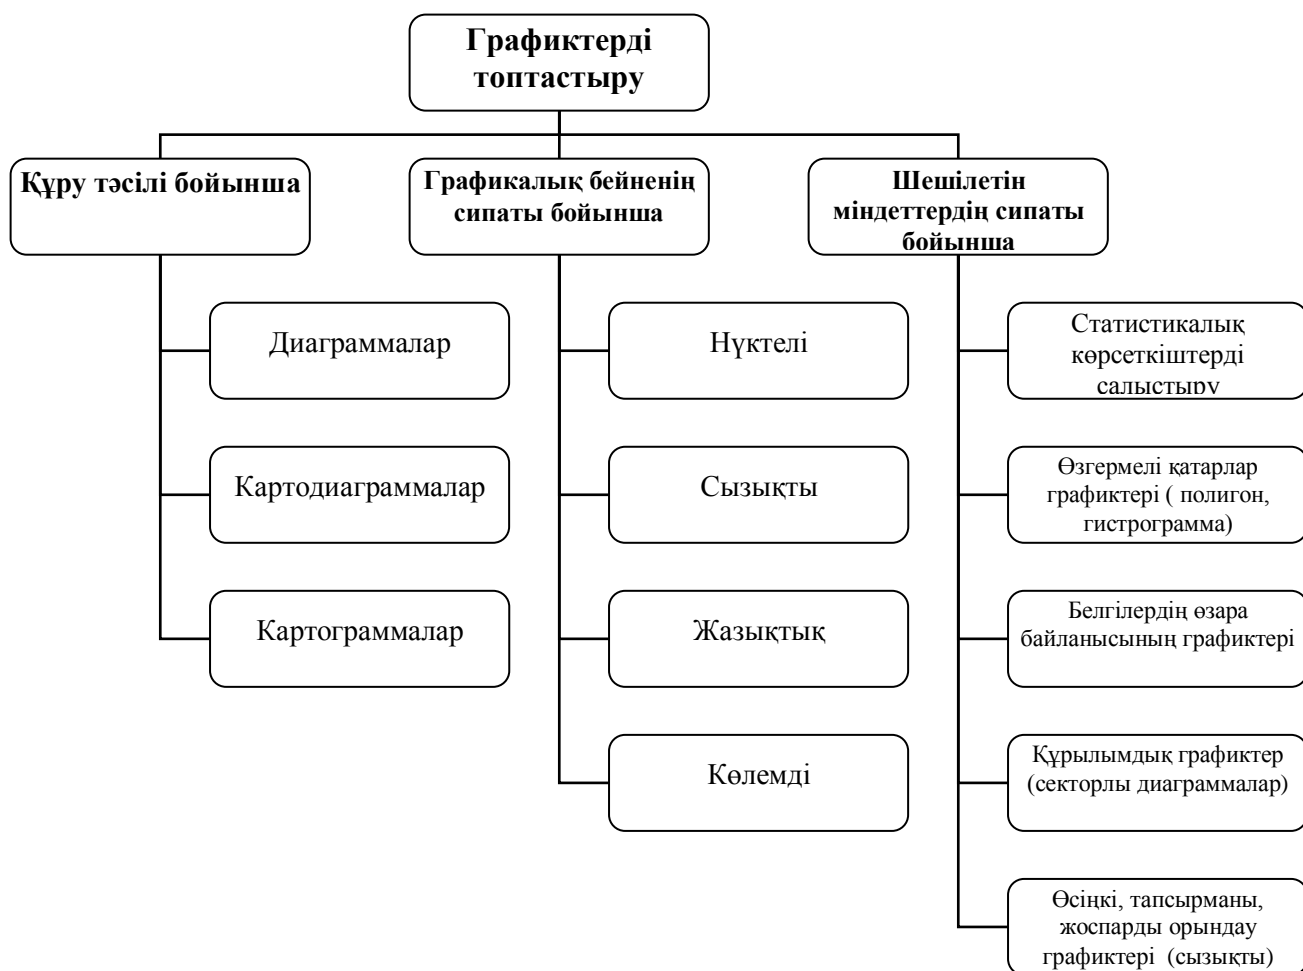 Графиктерді
топтастыру
Құру тәсілі бойынша
Графикалық бейненің
сипаты бойынша
Шешілетін
міндеттердің сипаты
бойынша
Диаграммалар
Картодиаграммалар
Картограммалар
Нүктелі
Сызықты
Жазықтық
Көлемді
Статистикалық
көрсеткіштерді
салыстыру
Өзгермелі қатарлар
графиктері ( полигон,
гистрограмма)
Белгілердің өзара
байланысының графиктері
Құрылымдық графиктер
(секторлы диаграммалар)
Өсіңкі, тапсырманы,
жоспарды орындау
графиктері (сызықты)